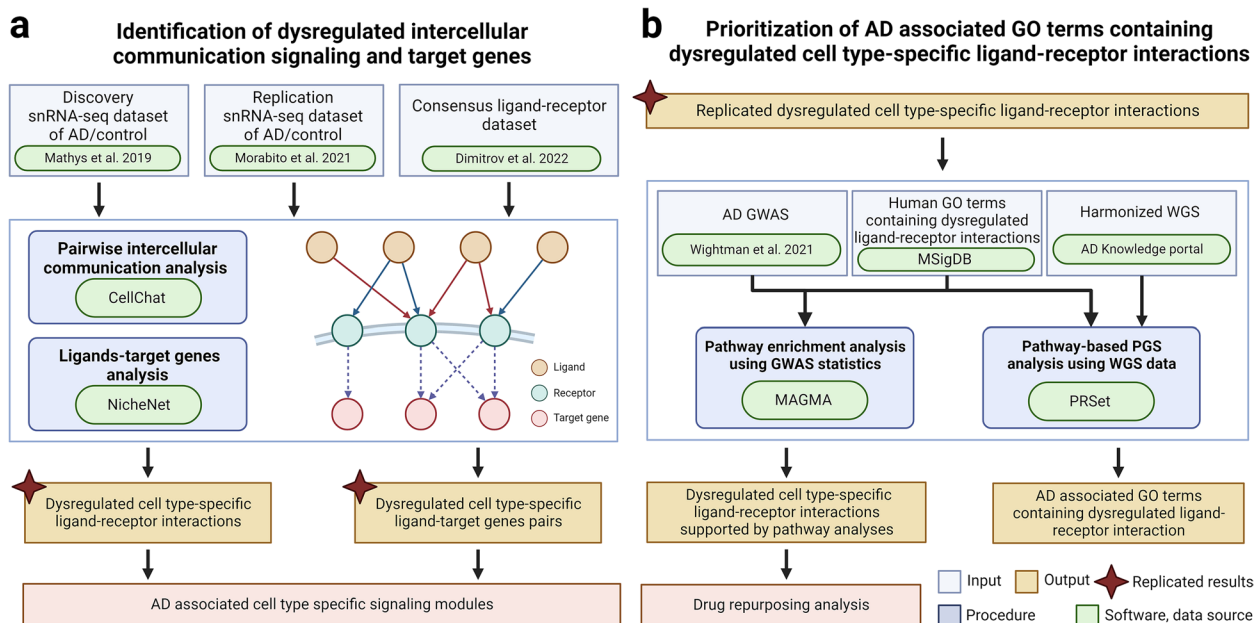 a
Identification of dysregulated intercellular
communication signaling and target genes
Discovery
snRNA-seq dataset
of AD/control
Mathys et al. 2019
Replication
snRNA-seq dataset
of AD/control
Morabito et al. 2021
Consensus ligand-receptor
dataset
Dimitrov et al. 2022
Pairwise intercellular
communication analysis
CellChat
Ligands-target genes
analysis
NicheNet
Ligand
Receptor
Target gene
Dysregulated cell type-specific
ligand-receptor interactions
Dysregulated cell type-specific
ligand-target genes pairs
AD associated cell type specific signaling modules
b
Prioritization of AD associated GO terms containing
dysregulated cell type-specific ligand-receptor interactions
Replicated dysregulated cell type-specific ligand-receptor interactions
AD GWAS
Wightman et al. 2021
Human GO terms
containing dysregulated
ligand-receptor interactions
MSigDB
Harmonized WGS
AD Knowledge portal
Pathway enrichment analysis
using GWAS statistics
MAGMA
Pathway-based PGS
analysis using WGS data
PRSet
Dysregulated cell type-specific
ligand-receptor interactions
supported by pathway analyses
AD associated GO terms
containing dysregulated ligand-
receptor interaction
Drug repurposing analysis
Input
Output
Replicated results
Procedure
Software, data source